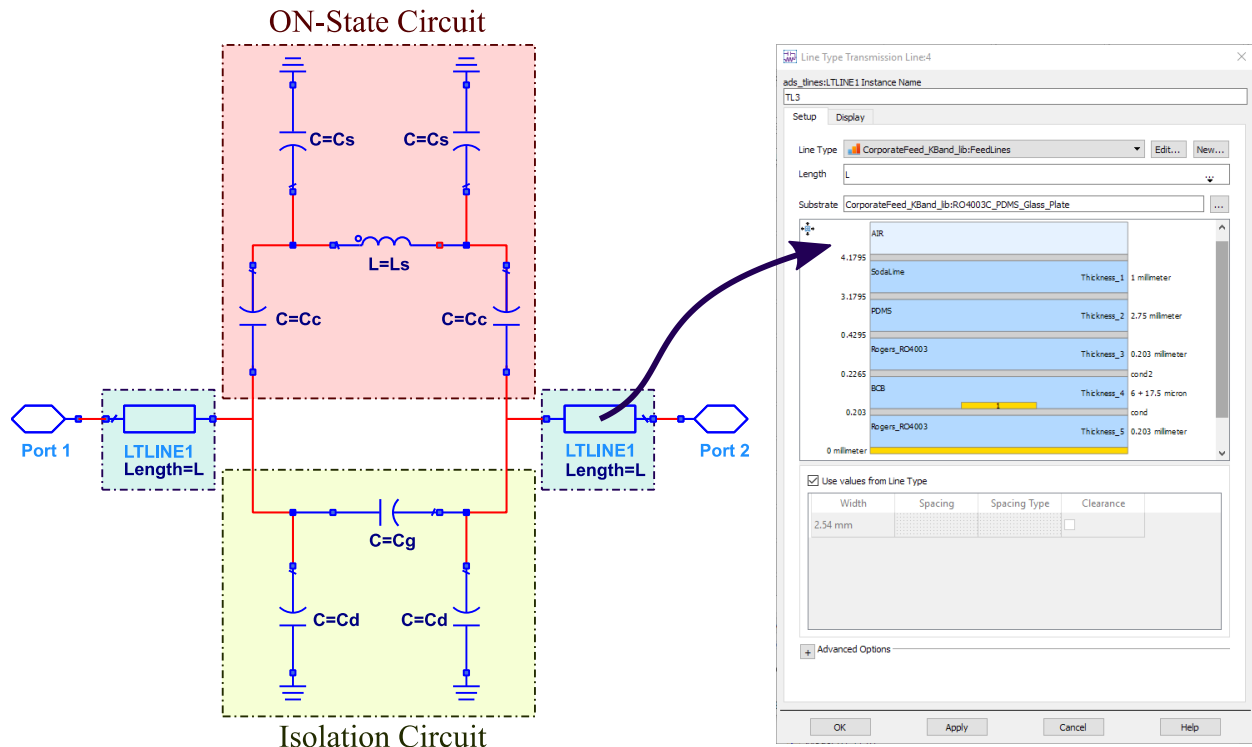 ON-State Circuit
C=Cs
C=Cs
L=Ls
C=Cc
C=Cc
Port 1
LTLINE1
Length=L
LTLINE1
Length=L
Port 2
C=Cg
C=Cd
C=Cd
Isolation Circuit
Line Type Transmission Line:4
ads_tlines:LTLINE1 Instance Name
TL3
Setup Display
Line Type CorporateFeed_KBand_lib:FeedLines Edit... New...
Length L
Substrate CorporateFeed_KBand_lib:RO4003C_PDMS_Glass_Plate ...
AIR
4.1795
SodaLime Thickness_1 1 millimeter
3.1795
PDMS Thickness_2 2.75 millimeter
0.4295
Rogers_RO4003 Thickness_3 0.203 millimeter
0.2265 cond2
BCB Thickness_4 6 + 17.5 micron
1
0.203 cond
Rogers_RO4003 Thickness_5 0.203 millimeter
0 millimeter
Use values from Line Type
Width Spacing Spacing Type Clearance
2.54 mm
+ Advanced Options
OK Apply Cancel Help